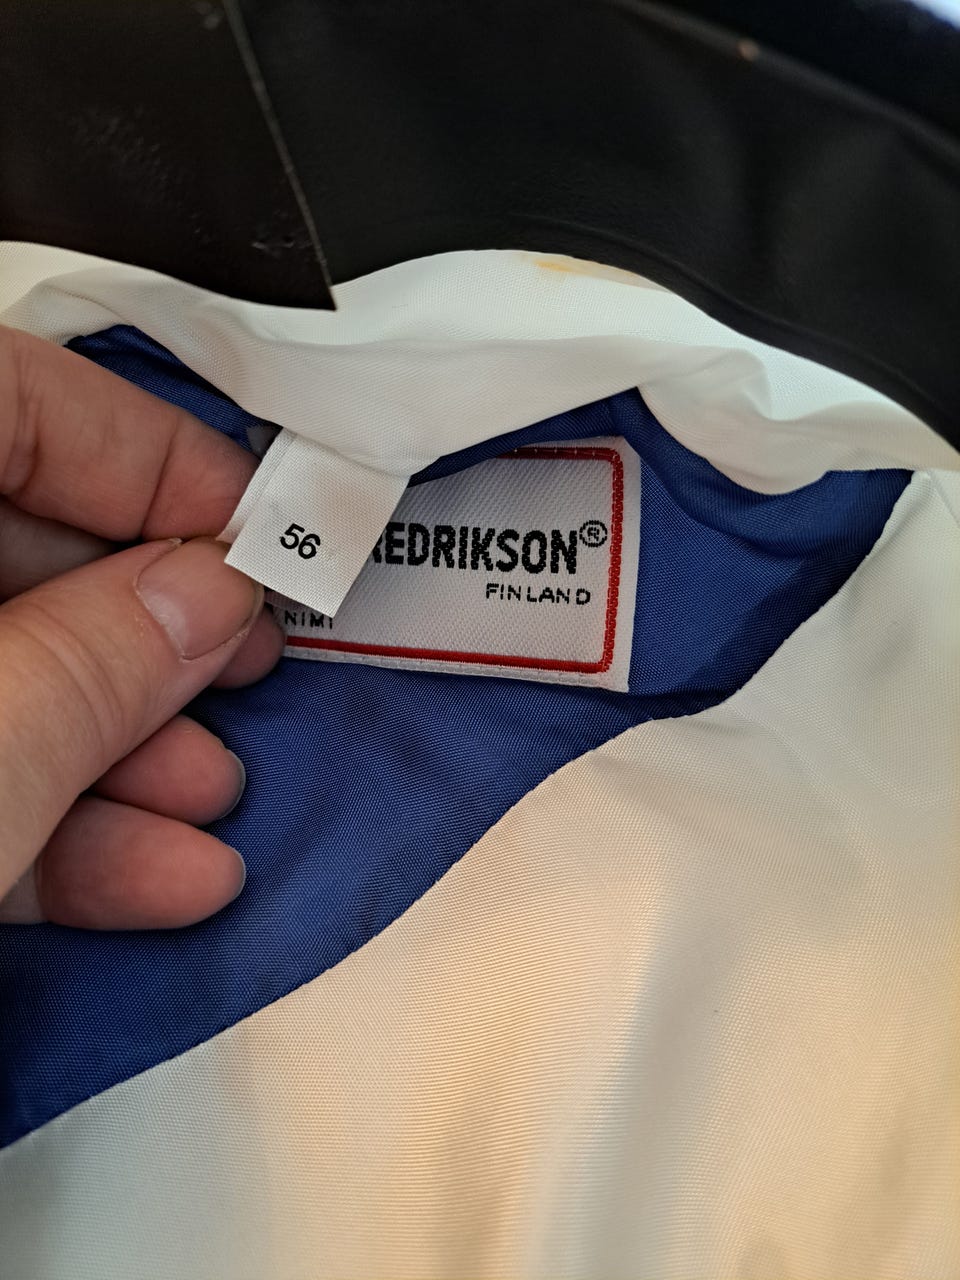 56
REDRIKSON®
FINLAND
NIMI